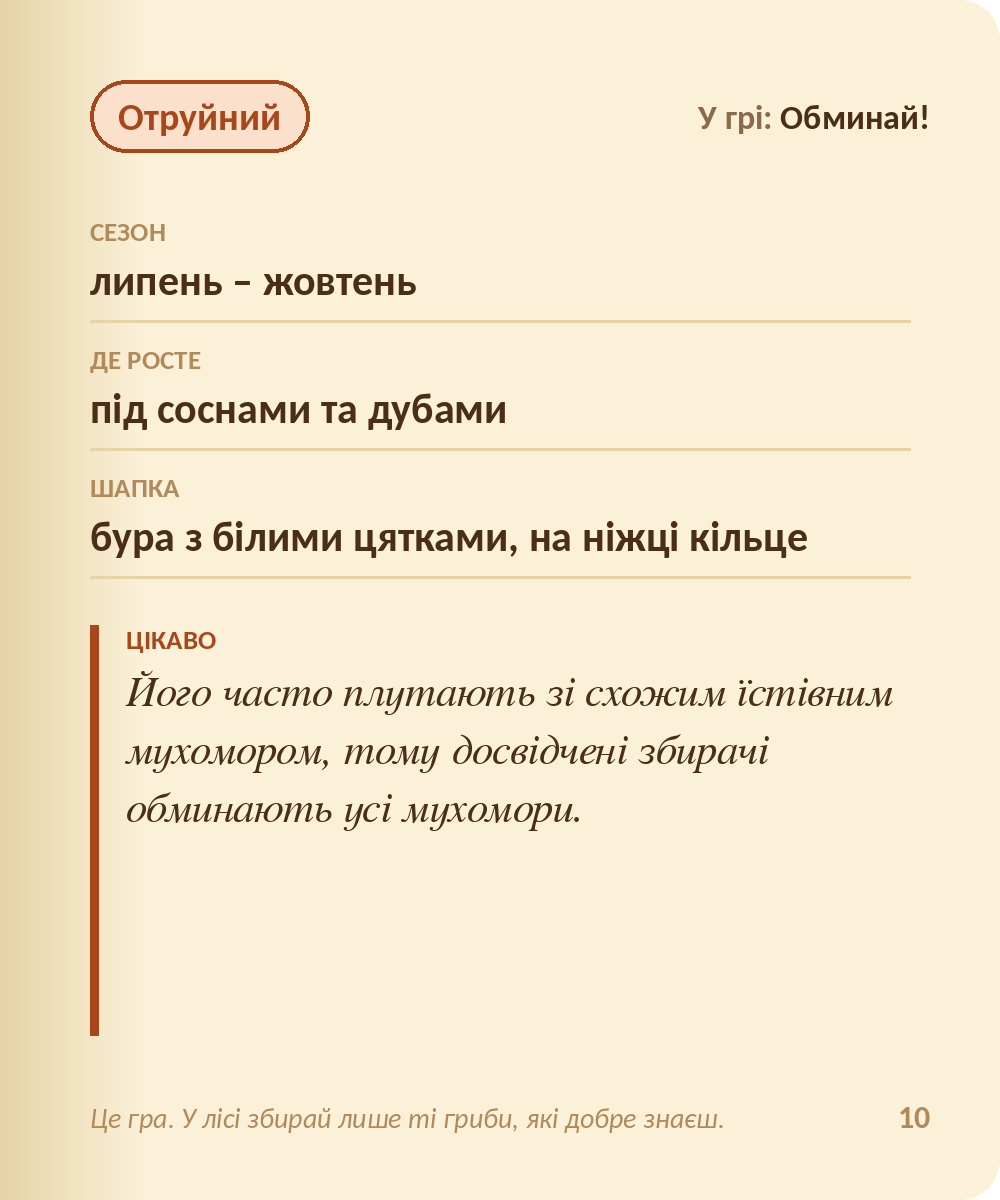 Отруйний
У грі: Обминай!
СЕЗОН
липень – жовтень
ДЕ РОСТЕ
під соснами та дубами
ШАПКА
бура з білими цятками, на ніжці кільце
ЦІКАВО
Його часто плутають зі схожим їстівним
мухомором, тому досвідчені збирачі
обминають усі мухомори.
Це гра. У лісі збирай лише ті гриби, які добре знаєш.
10